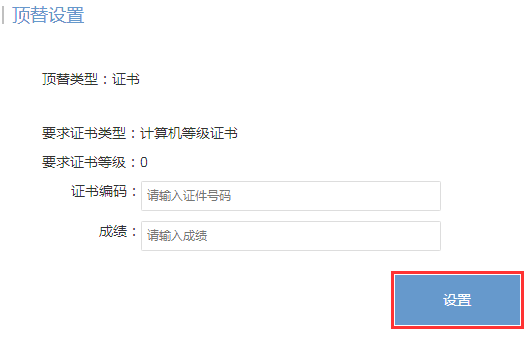 顶替设置
顶替类型：证书
要求证书类型：计算机等级证书
要求证书等级：0
证书编码：请输入证件号码
成绩：请输入成绩
设置